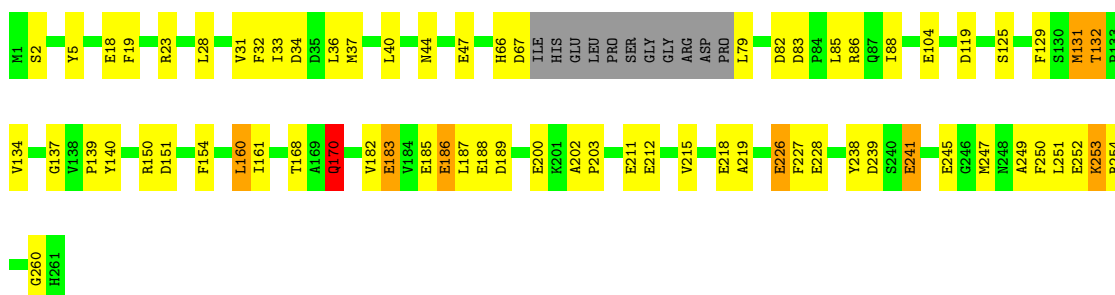 M1 S2 Y5 E18 F19 R23 L28 V31 F32 I33 D34 D35 L36 M37 L40 N44 E47 H66 D67 ILE HIS GLU LEU PRO SER GLY GLY ARG ASP PRO L79 D82 D83 P84 L85 R86 Q87 I88 E104 D119 S125 F129 S130 M131 T132 P133
V134 G137 V138 P139 Y140 R150 D151 F154 L160 I161 T168 A169 Q170 V182 E183 V184 E185 E186 L187 E188 D189 E200 K201 A202 P203 E211 E212 V215 E218 A219 E226 F227 E228 Y238 D239 S240 E241 E245 G246 M247 N248 A249 F250 L251 E252 K253
G260 H261